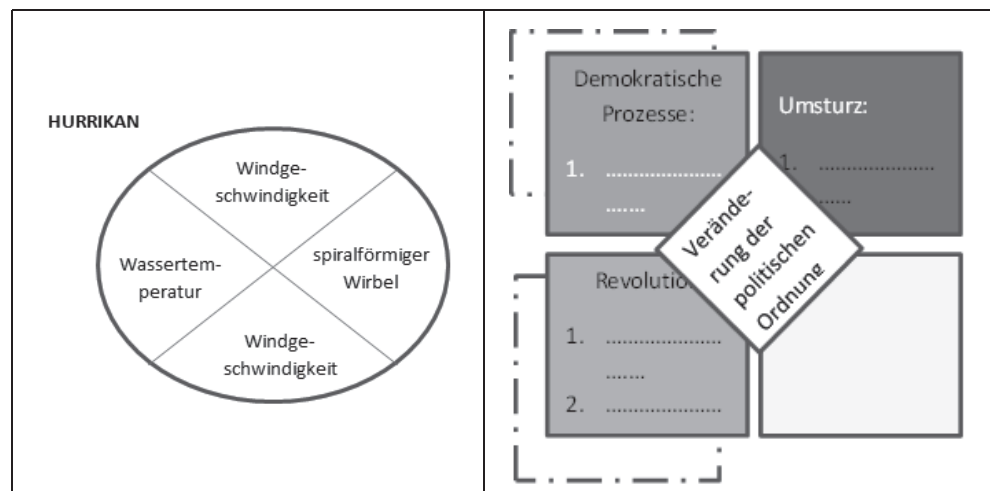 HURRIKAN
Windge-
schwindigkeit
Wassertem-
peratur
spiralförmiger
Wirbel
Windge-
schwindigkeit
Demokratische
Prozesse:
1. ......................
.......
Umsturz:
1. ......................
......
Verände-
rung der
politischen
Ordnung
Revolutio
1. ......................
.......
2. ......................